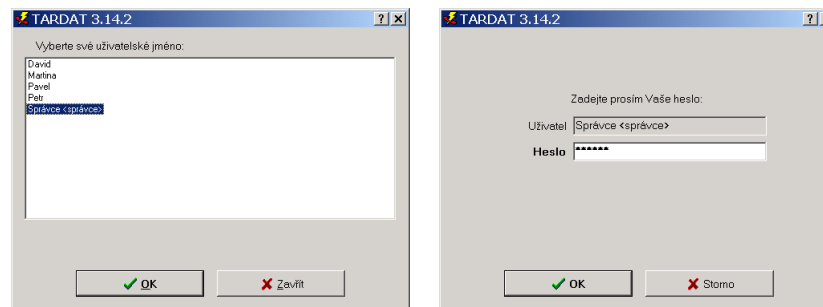 TARDAT 3.14.2
Vyberte své uživatelské jméno:
David
Martina
Pavel
Petr
Správce <správce>
OK
Zavřít
TARDAT 3.14.2
Zadejte prosím Vaše heslo:
Uživatel Správce <správce>
Heslo ******
OK
Storno